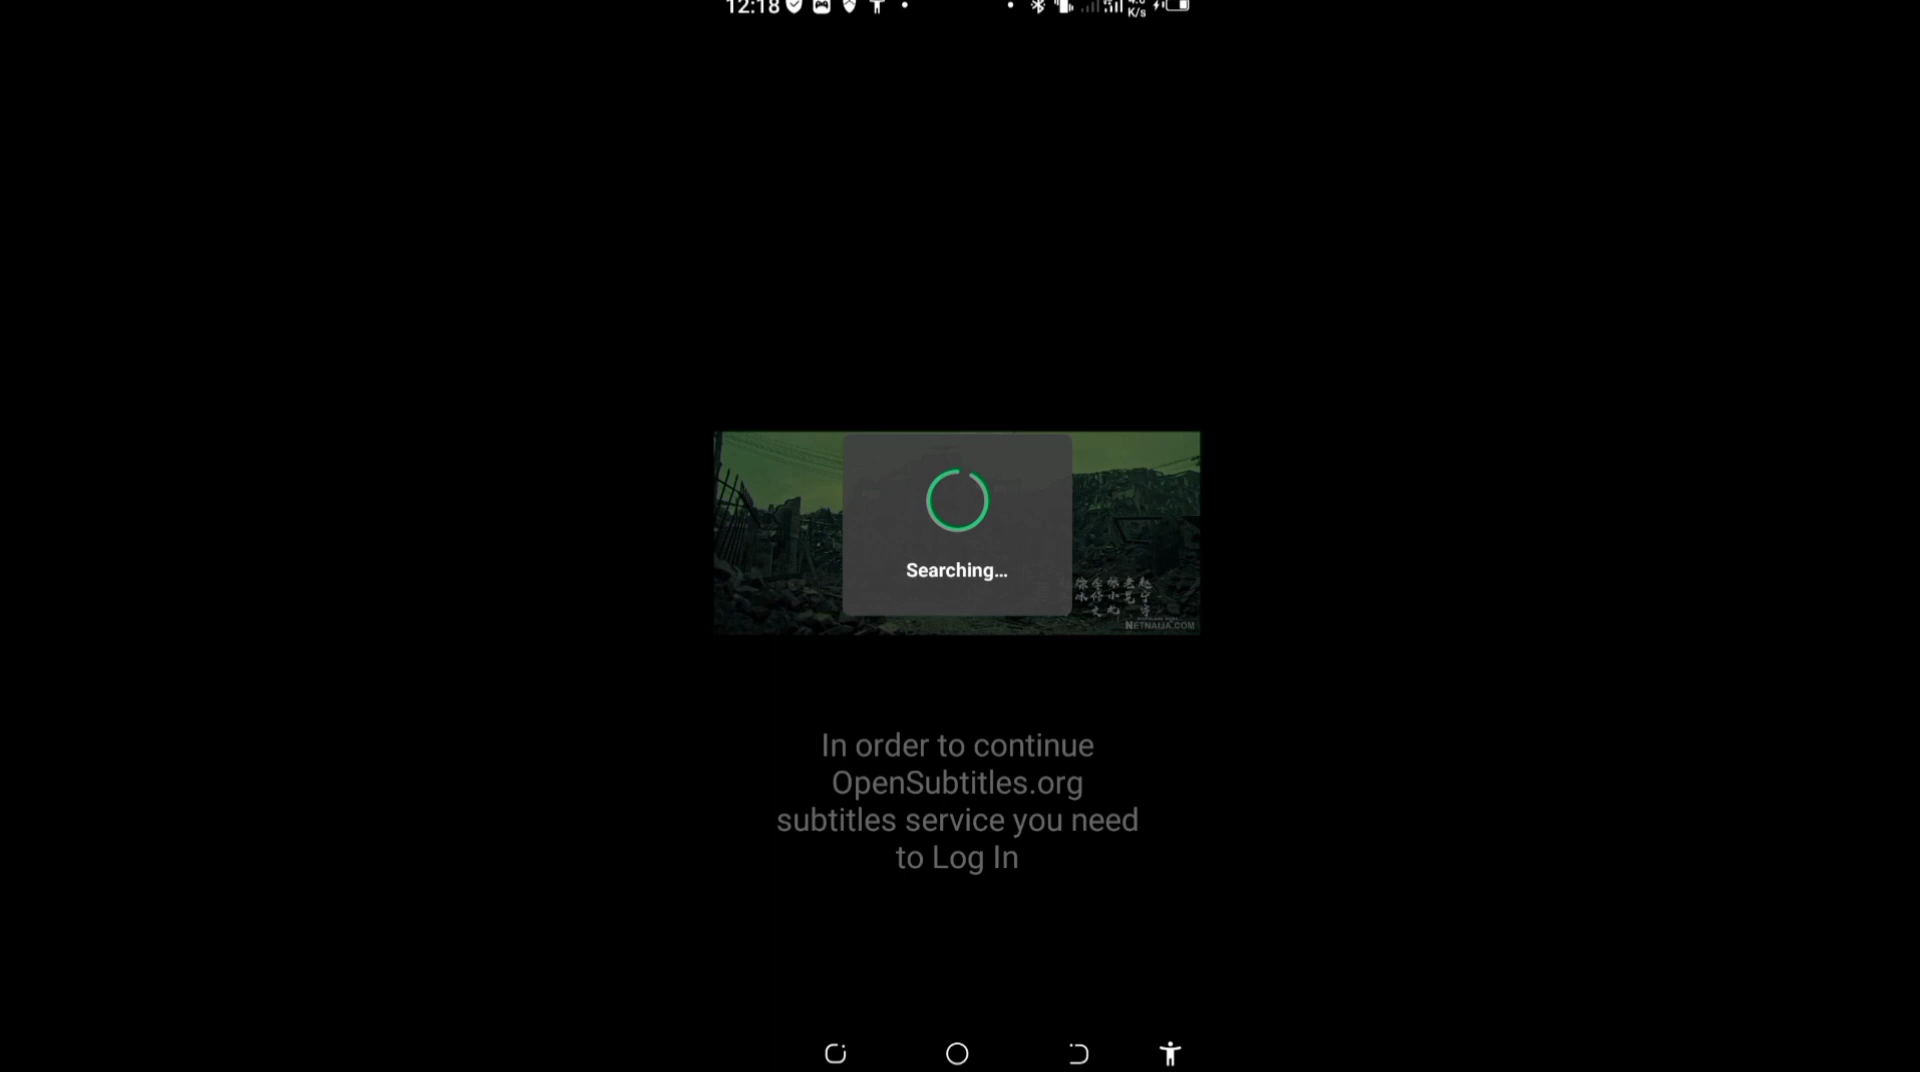 12:18
K/s
Searching...
NETNAIJA.COM
In order to continue
OpenSubtitles.org
subtitles service you need
to Log In